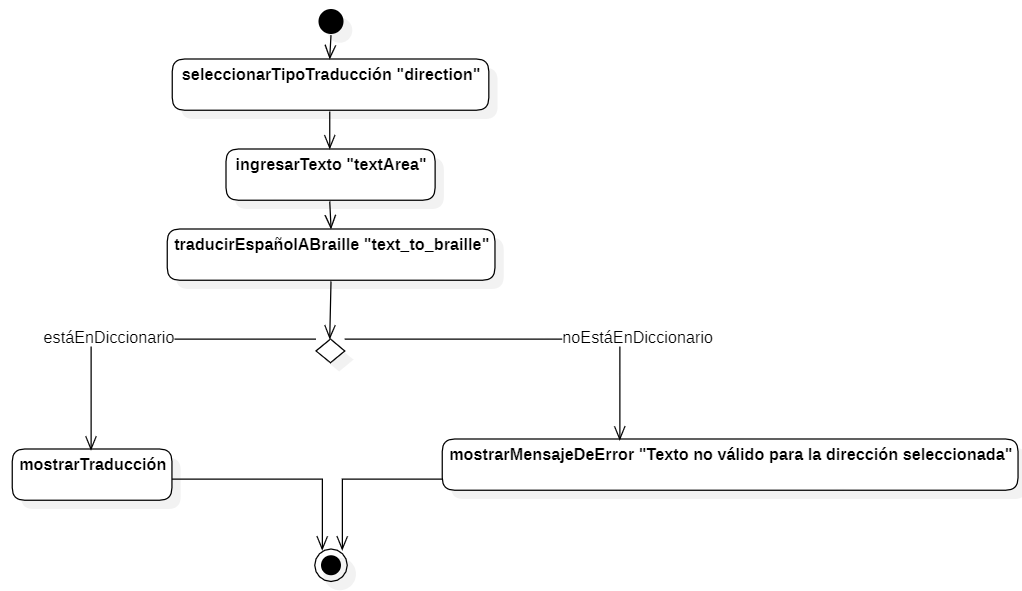 seleccionarTipoTraducción "direction"
ingresarTexto "textArea"
traducirEspañolABraille "text_to_braille"
estáEnDiccionario
noEstáEnDiccionario
mostrarTraducción
mostrarMensajeDeError "Texto no válido para la dirección seleccionada"